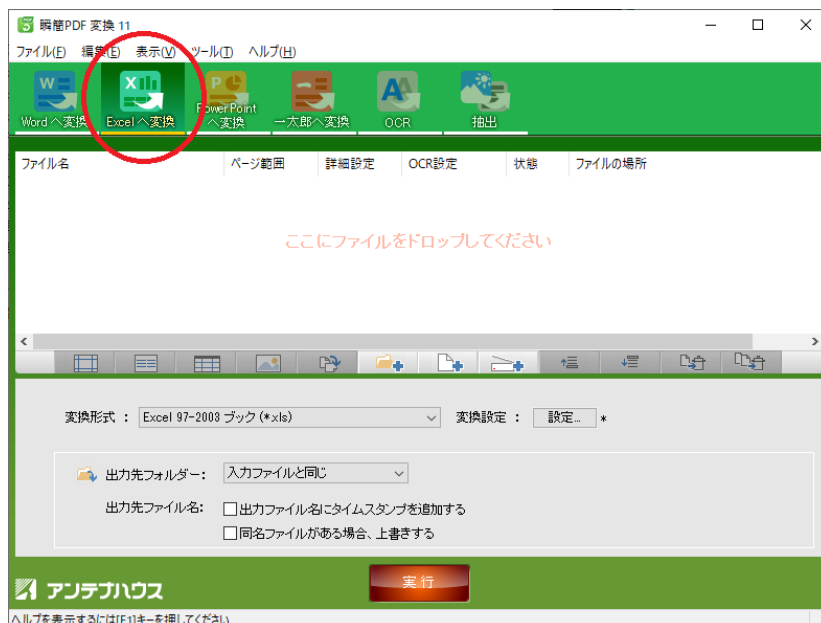 瞬簡PDF 変換 11
ファイル(F) 編集(E) 表示(V) ツール(T) ヘルプ(H)
Word へ変換 Excel へ変換 PowerPoint へ変換 一太郎へ変換 OCR 抽出
ファイル名 ページ範囲 詳細設定 OCR設定 状態 ファイルの場所
ここにファイルをドロップしてください
変換形式 : Excel 97-2003 ブック (*.xls) 変換設定 : 設定... *
出力先フォルダー: 入力ファイルと同じ
出力先ファイル名: 出力ファイル名にタイムスタンプを追加する
同名ファイルがある場合、上書きする
アンテナハウス 実行
ヘルプを表示するには[F1]キーを押してください